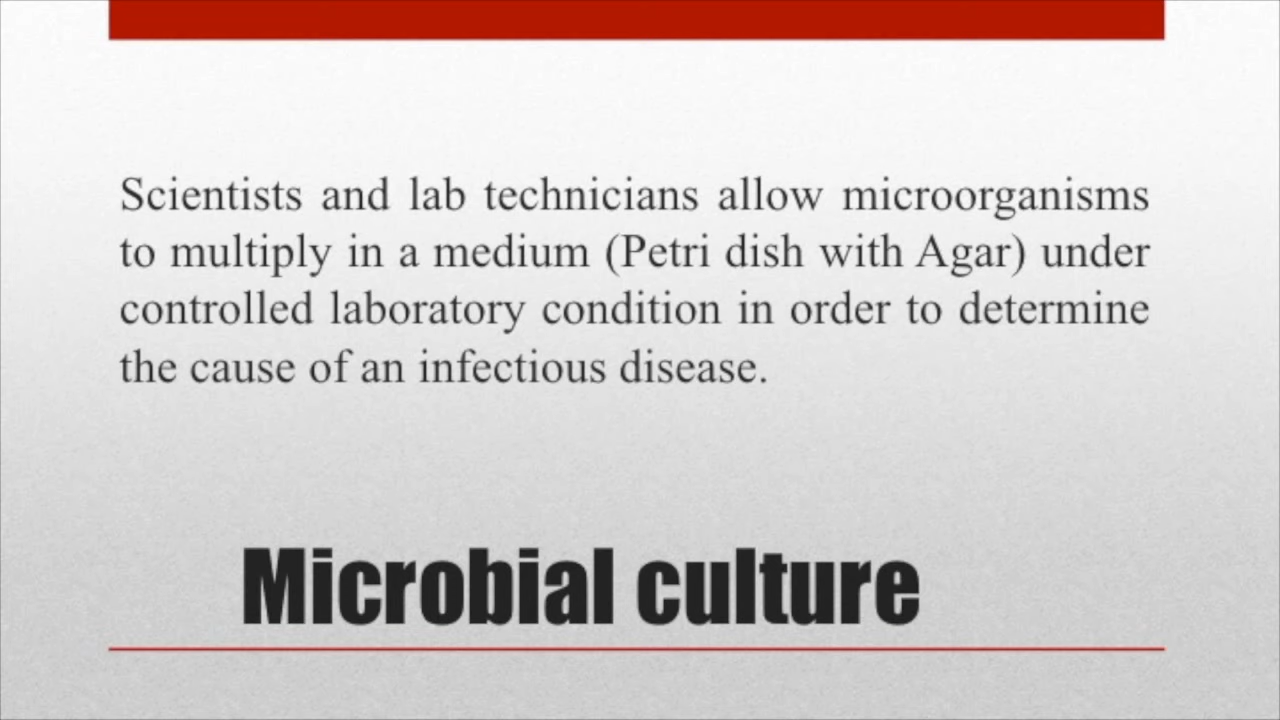 Scientists and lab technicians allow microorganisms
to multiply in a medium (Petri dish with Agar) under
controlled laboratory condition in order to determine
the cause of an infectious disease.
Microbial culture